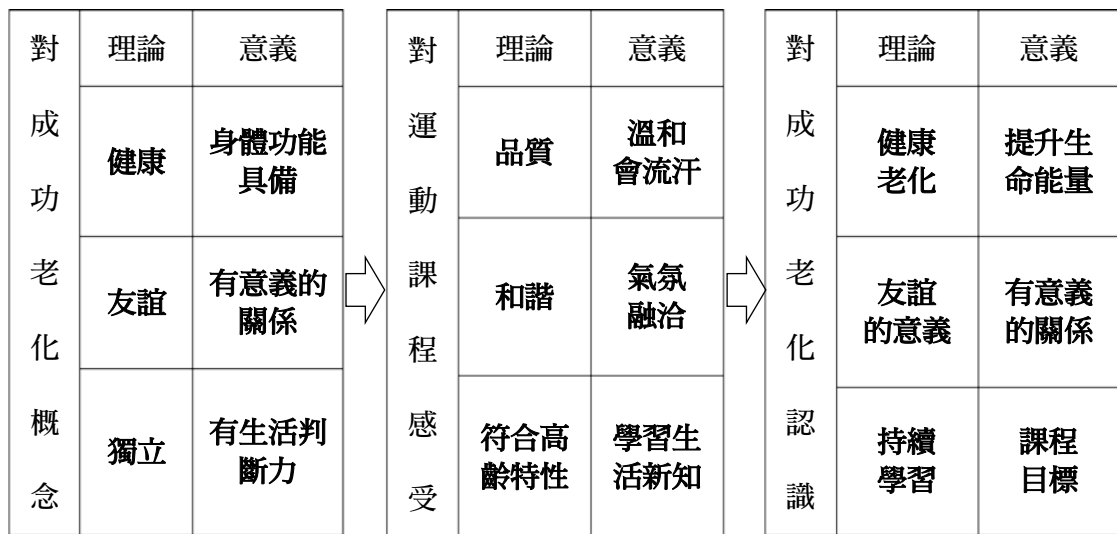 對成功老化概念
理論
意義
健康
身體功能
具備
友誼
有意義的
關係
獨立
有生活判
斷力
對運動課程感受
理論
意義
品質
溫和
會流汗
和諧
氣氛
融洽
符合高
齡特性
學習生
活新知
對成功老化認識
理論
意義
健康
老化
提升生
命能量
友誼
的意義
有意義
的關係
持續
學習
課程
目標